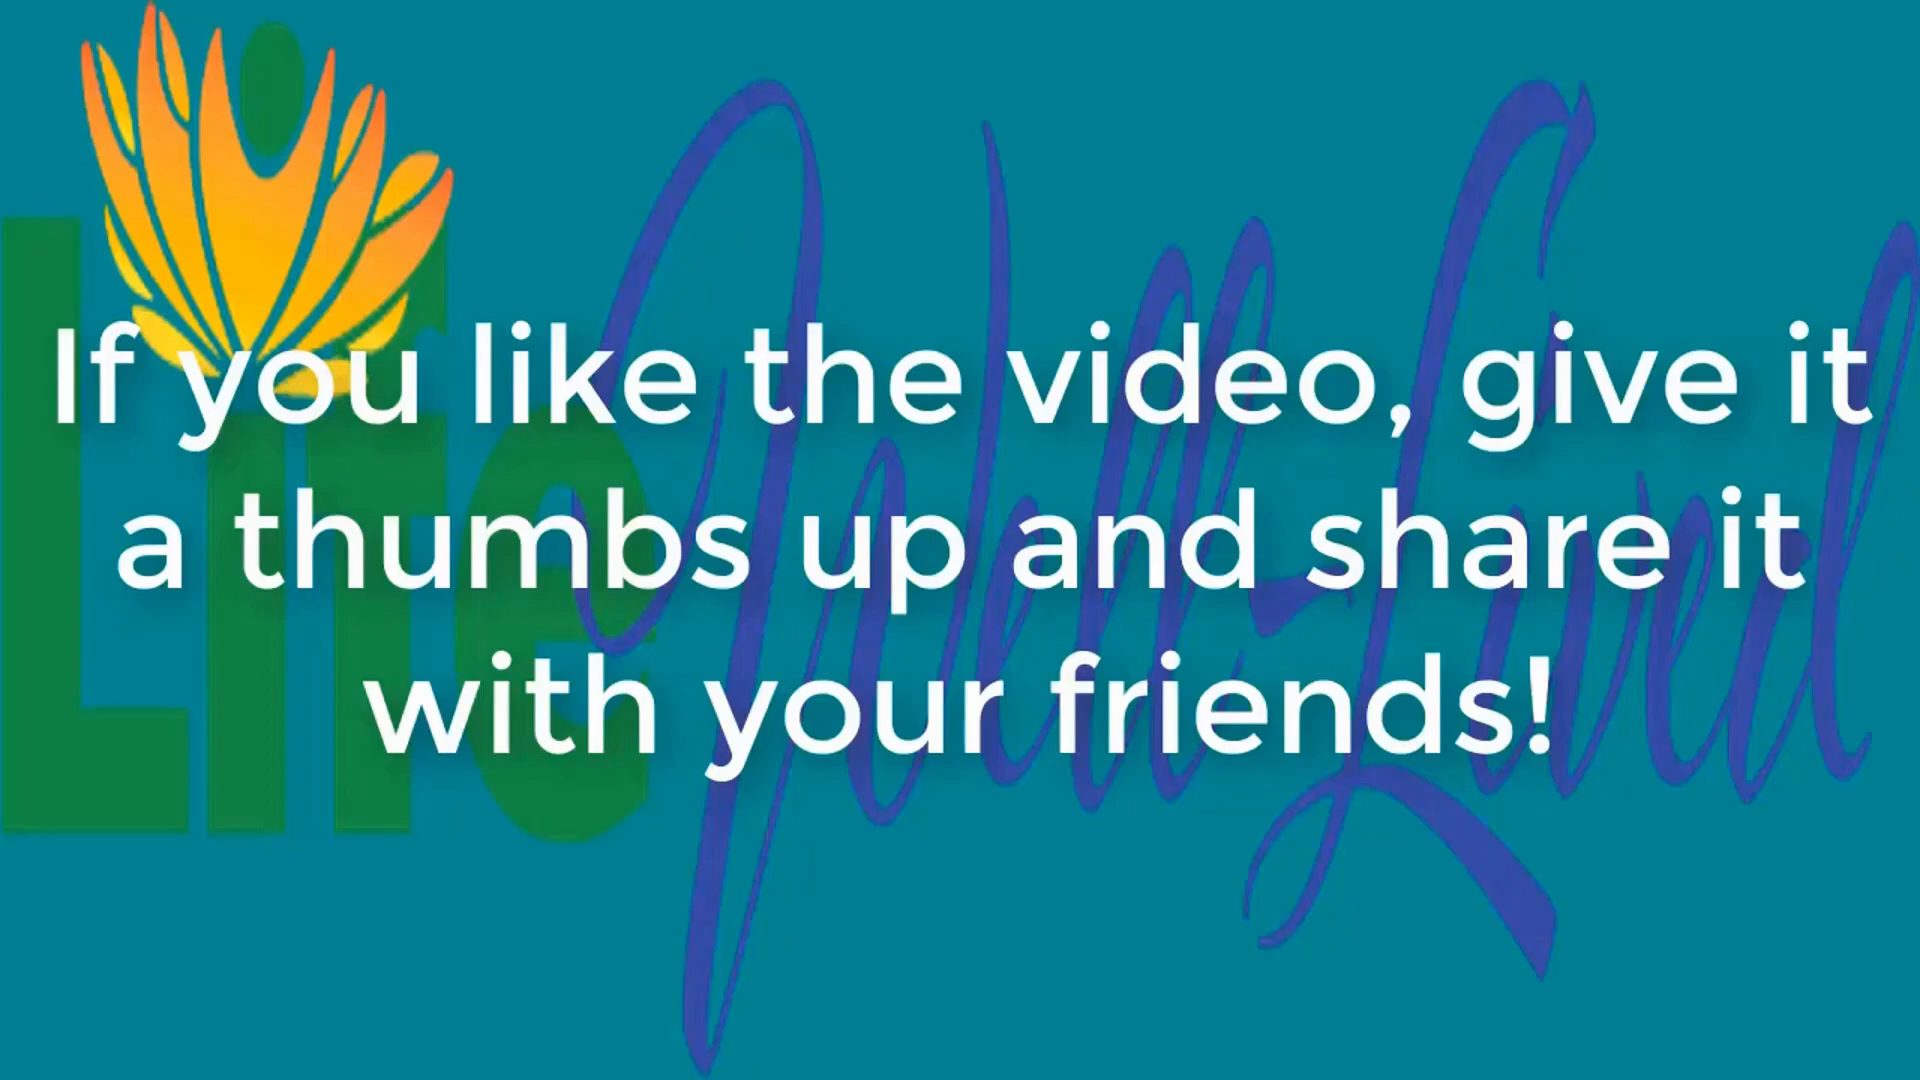 Life Well-Lived
If you like the video, give it
a thumbs up and share it
with your friends!